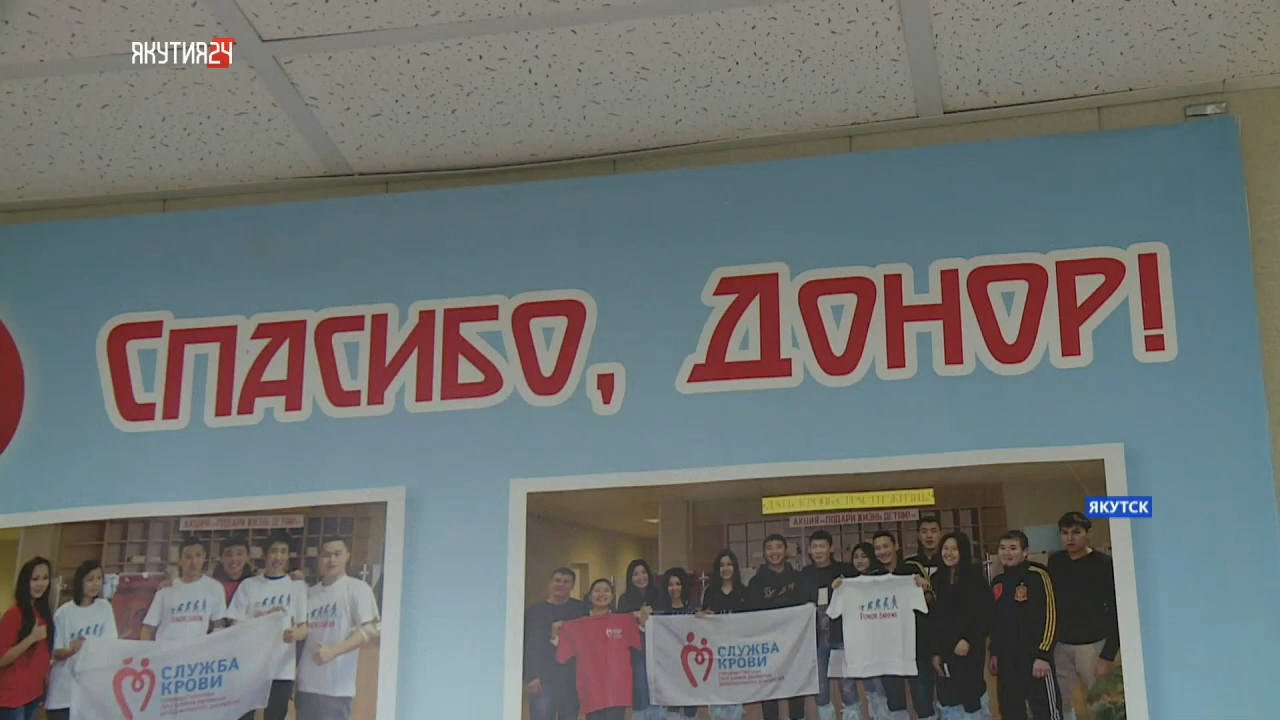 ЯКУТИЯ24
СПАСИБО, ДОНОР!
ЯКУТСК
АКЦИЯ «ПОДАРИ ЖИЗНЬ ДЕТЯМ!»
СЛУЖБА
КРОВИ
АКЦИЯ «ПОДАРИ ЖИЗНЬ ДЕТЯМ!»
СЛУЖБА
КРОВИ